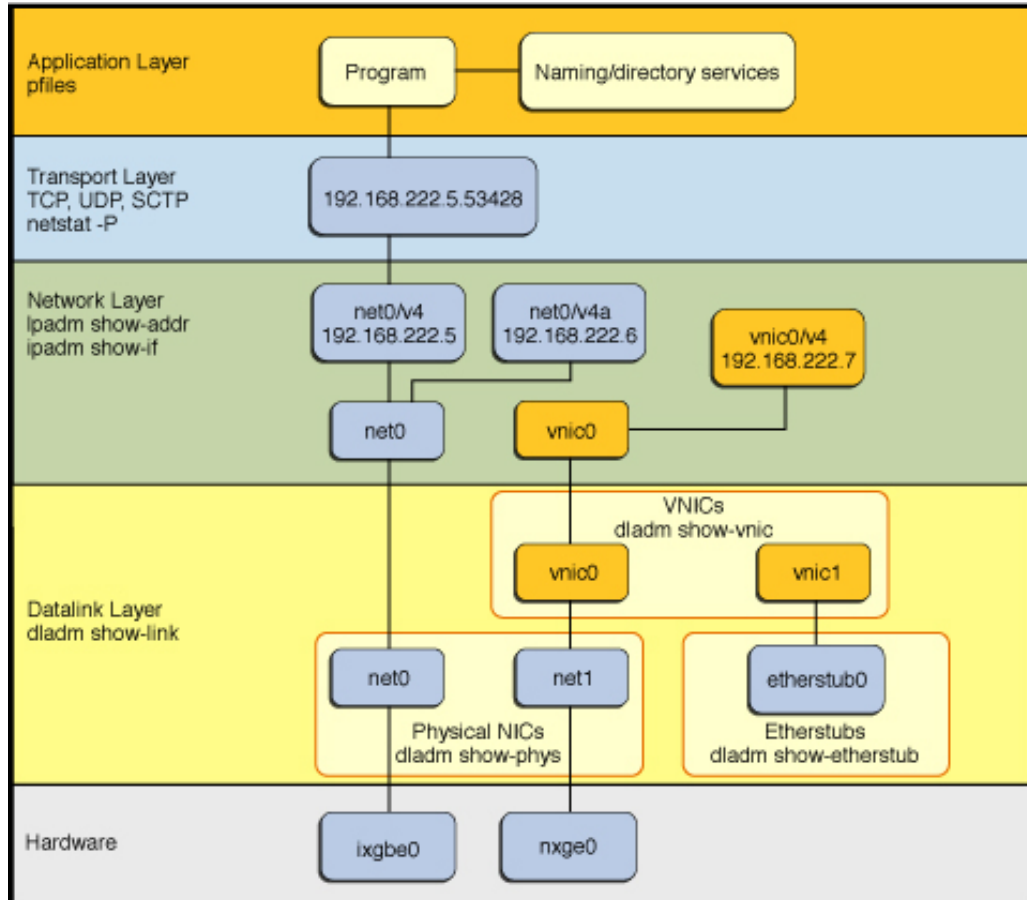 Application Layer
pfiles
Program
Naming/directory services
Transport Layer
TCP, UDP, SCTP
netstat -P
192.168.222.5.53428
Network Layer
Ipadm show-addr
ipadm show-if
net0/v4
192.168.222.5
net0/v4a
192.168.222.6
vnic0/v4
192.168.222.7
net0
vnic0
VNICs
dladm show-vnic
vnic0
vnic1
Datalink Layer
dladm show-link
net0
net1
etherstub0
Physical NICs
dladm show-phys
Etherstubs
dladm show-etherstub
Hardware
ixgbe0
nxge0